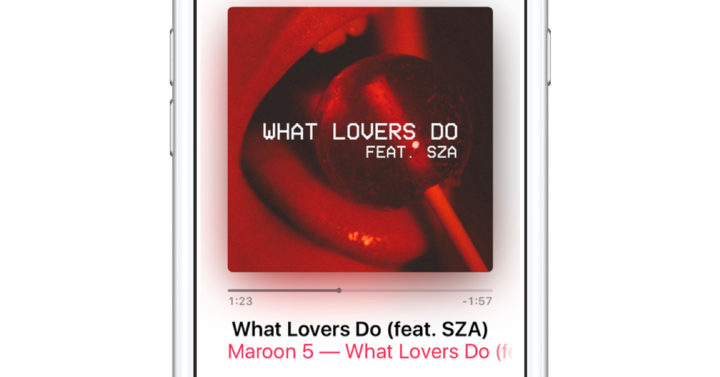 WHAT LOVERS DO
FEAT. SZA
1:23 -1:57
What Lovers Do (feat. SZA)
Maroon 5 — What Lovers Do (fe